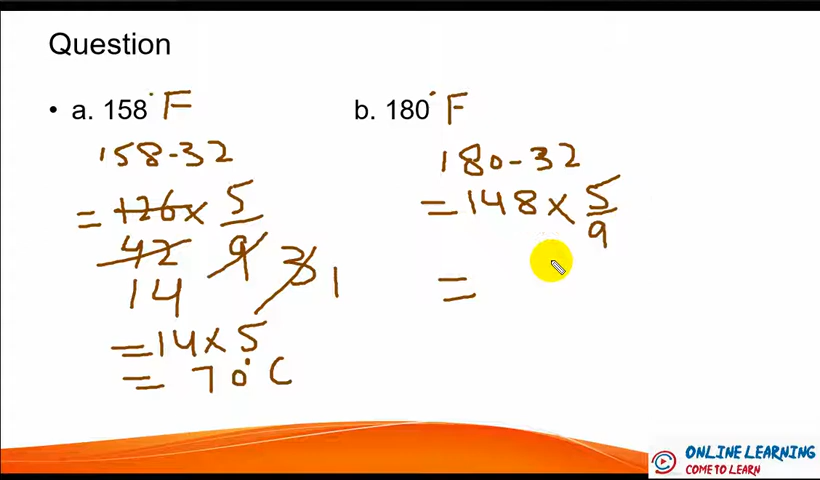 Question
• a. 158°F
158-32
= 126 × 5/9
42 9 3 1
14
= 14 × 5
= 70°C
b. 180°F
180-32
= 148 × 5/9
=
ONLINE LEARNING
COME TO LEARN